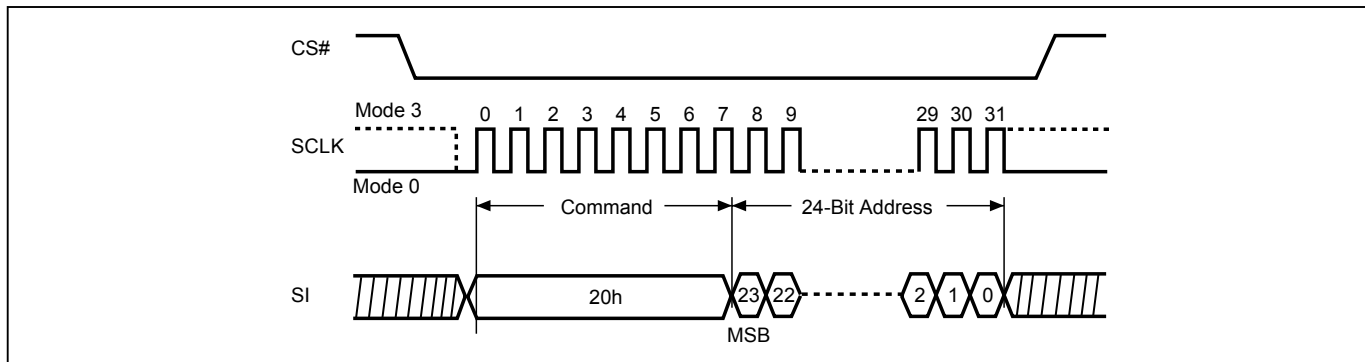 CS#
Mode 3
0 1 2 3 4 5 6 7 8 9 29 30 31
SCLK
Mode 0
Command 24-Bit Address
SI 20h 23 22 2 1 0
MSB